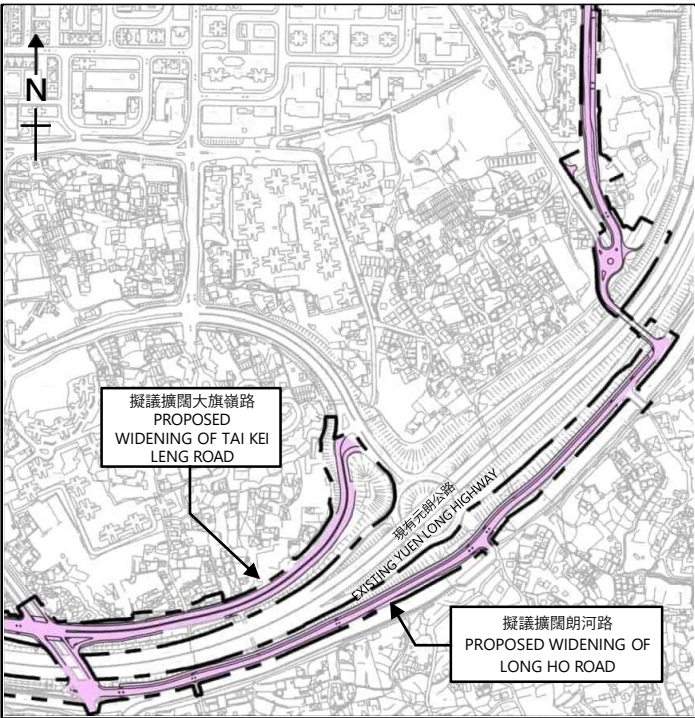 N
擬議擴闊大旗嶺路
PROPOSED
WIDENING OF TAI KEI
LENG ROAD
現有元朗公路
EXISTING YUEN LONG HIGHWAY
擬議擴闊朗河路
PROPOSED WIDENING OF
LONG HO ROAD